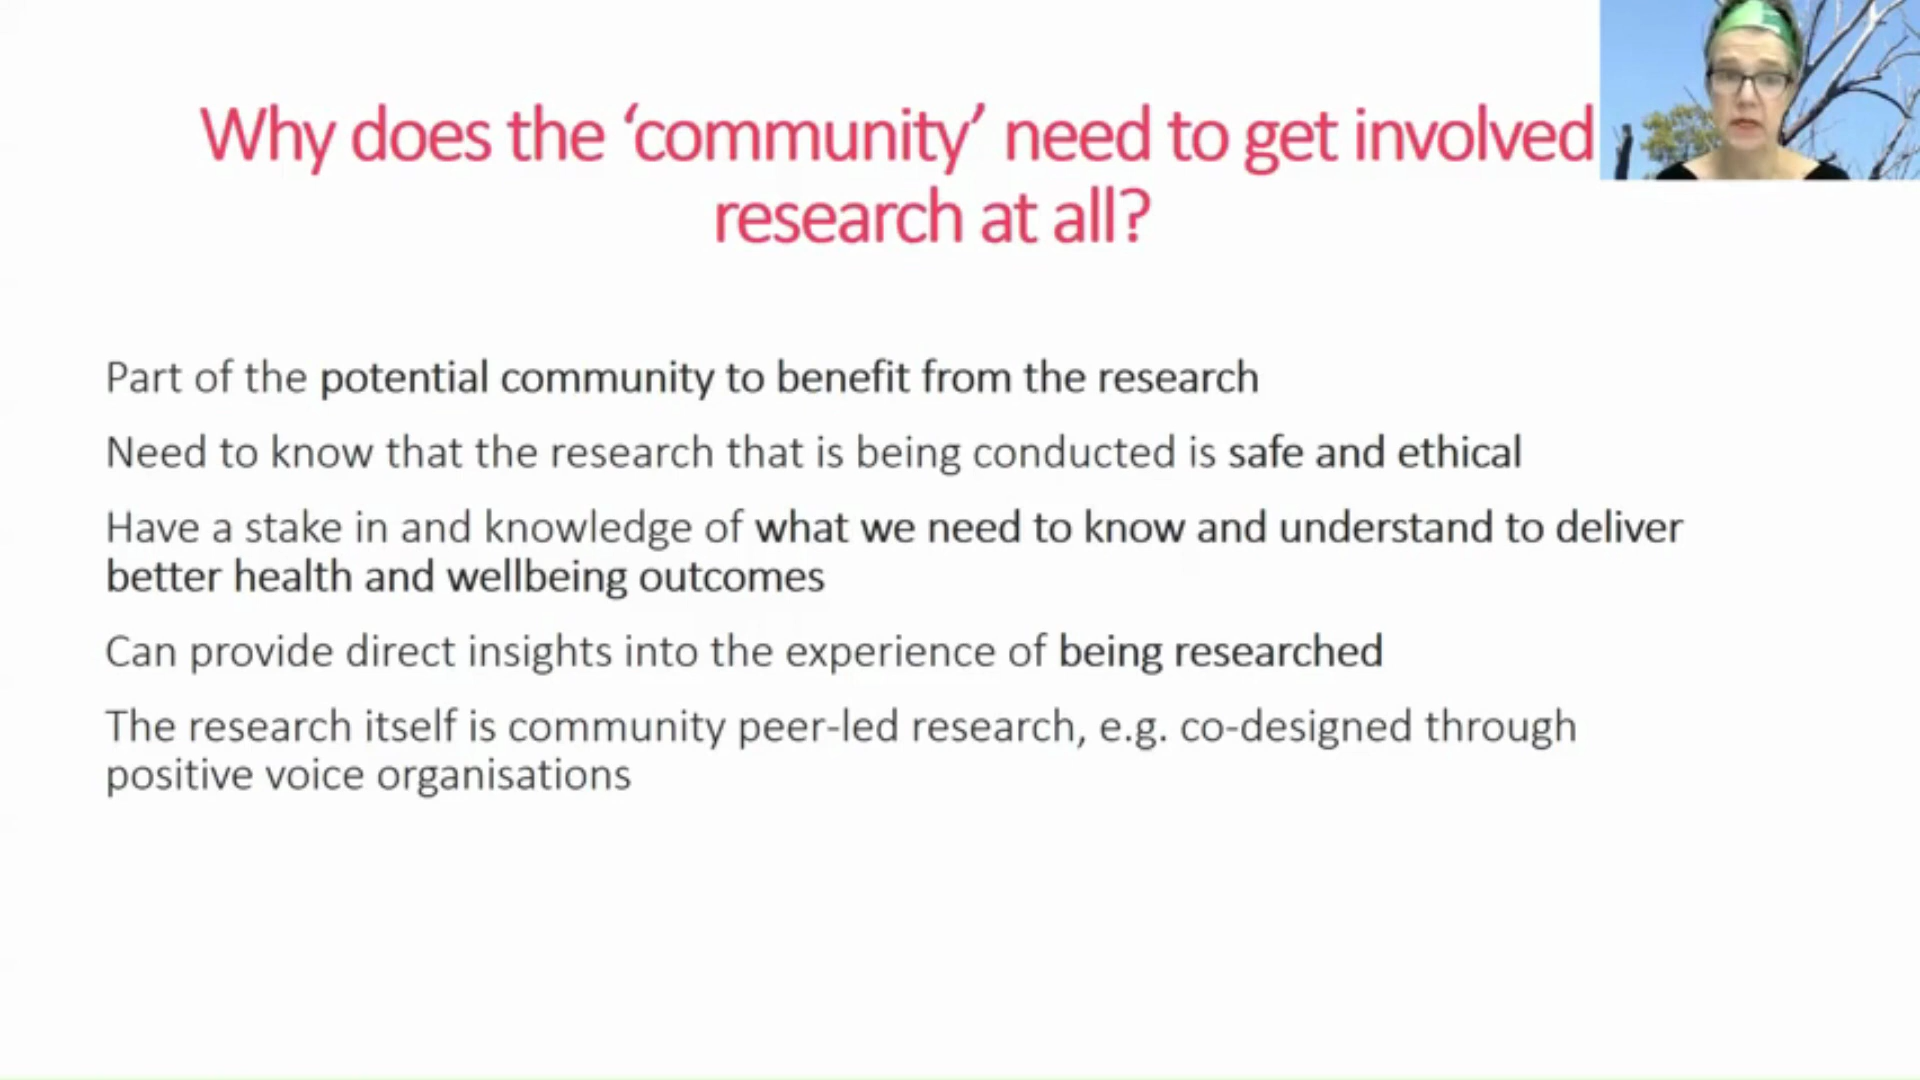 Why does the ‘community’ need to get involved
research at all?
Part of the potential community to benefit from the research
Need to know that the research that is being conducted is safe and ethical
Have a stake in and knowledge of what we need to know and understand to deliver
better health and wellbeing outcomes
Can provide direct insights into the experience of being researched
The research itself is community peer-led research, e.g. co-designed through
positive voice organisations